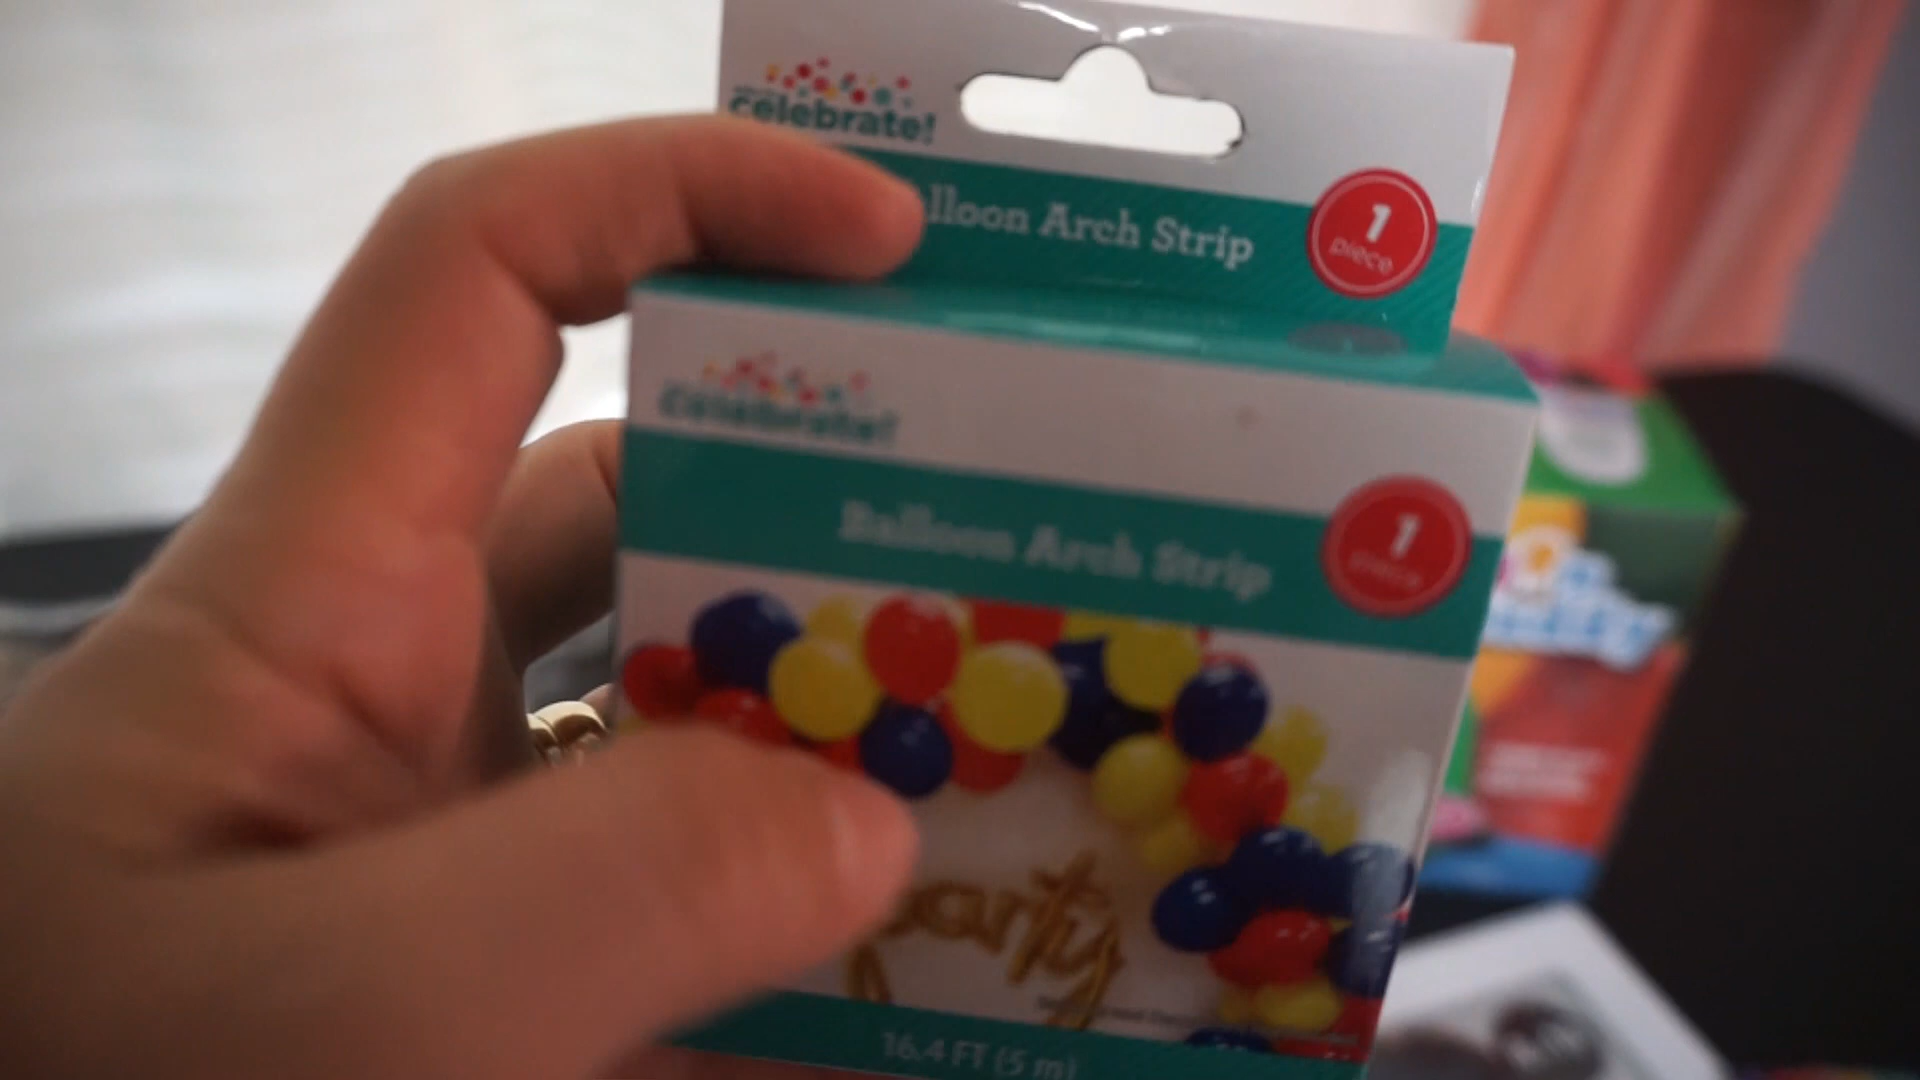 celebrate!
alloon Arch Strip
1
piece
celebrate!
Balloon Arch Strip
1
piece
party
16.4 FT (5 m)